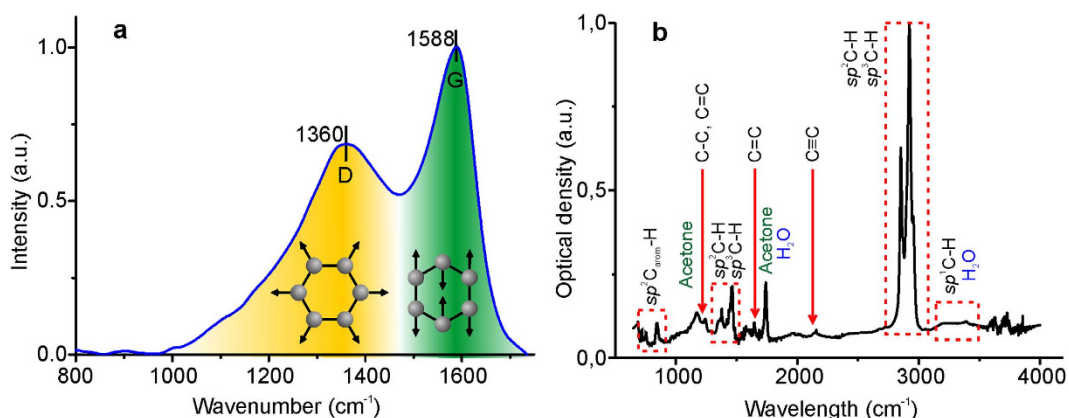 a
1588
G
1360
D
1.0
0.5
0.0
Intensity (a.u.)
800
1000
1200
1400
1600
Wavenumber (cm⁻¹)
b
sp²C-H
sp³C-H
C-C, C=C
C=C
C≡C
sp²Cₐᵣₒₘ-H
Acetone
sp²C-H
sp³C-H
Acetone
H₂O
sp¹C-H
H₂O
1,0
0,5
0,0
Optical density (a.u.)
1000
2000
3000
4000
Wavelength (cm⁻¹)